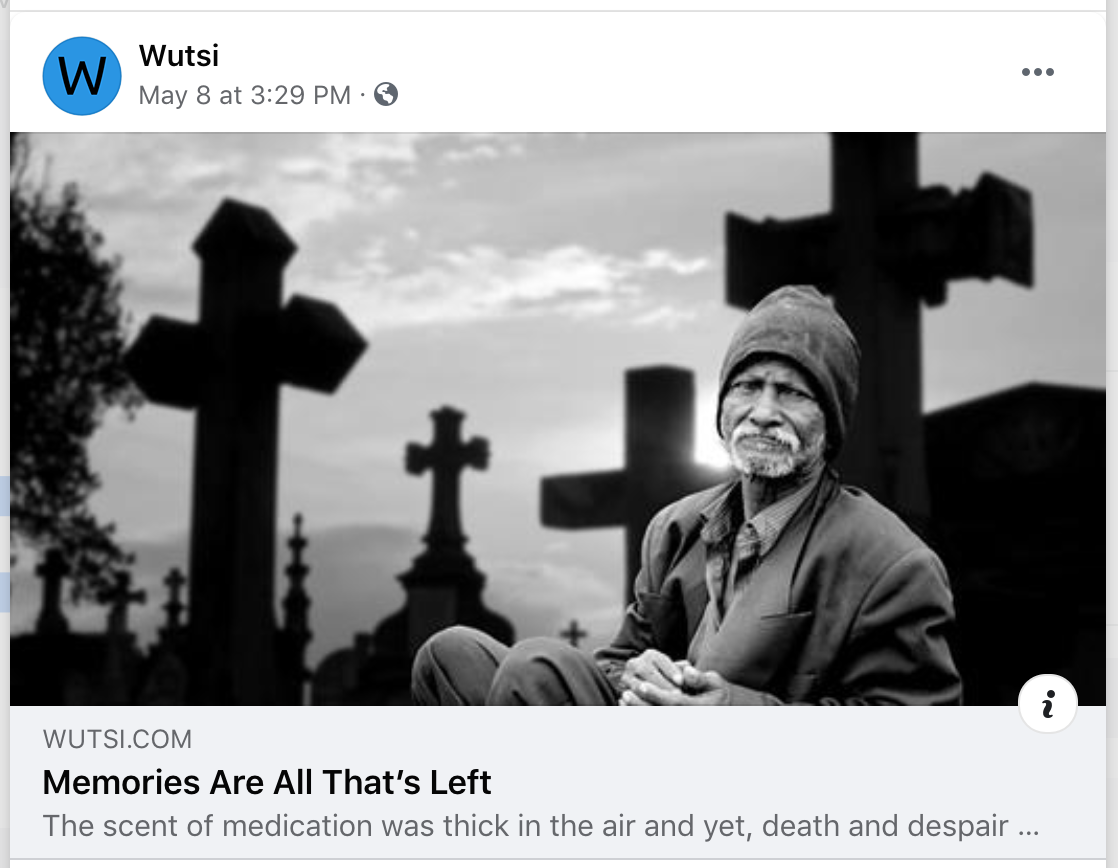 W
Wutsi
May 8 at 3:29 PM ·
i
WUTSI.COM
Memories Are All That’s Left
The scent of medication was thick in the air and yet, death and despair ...